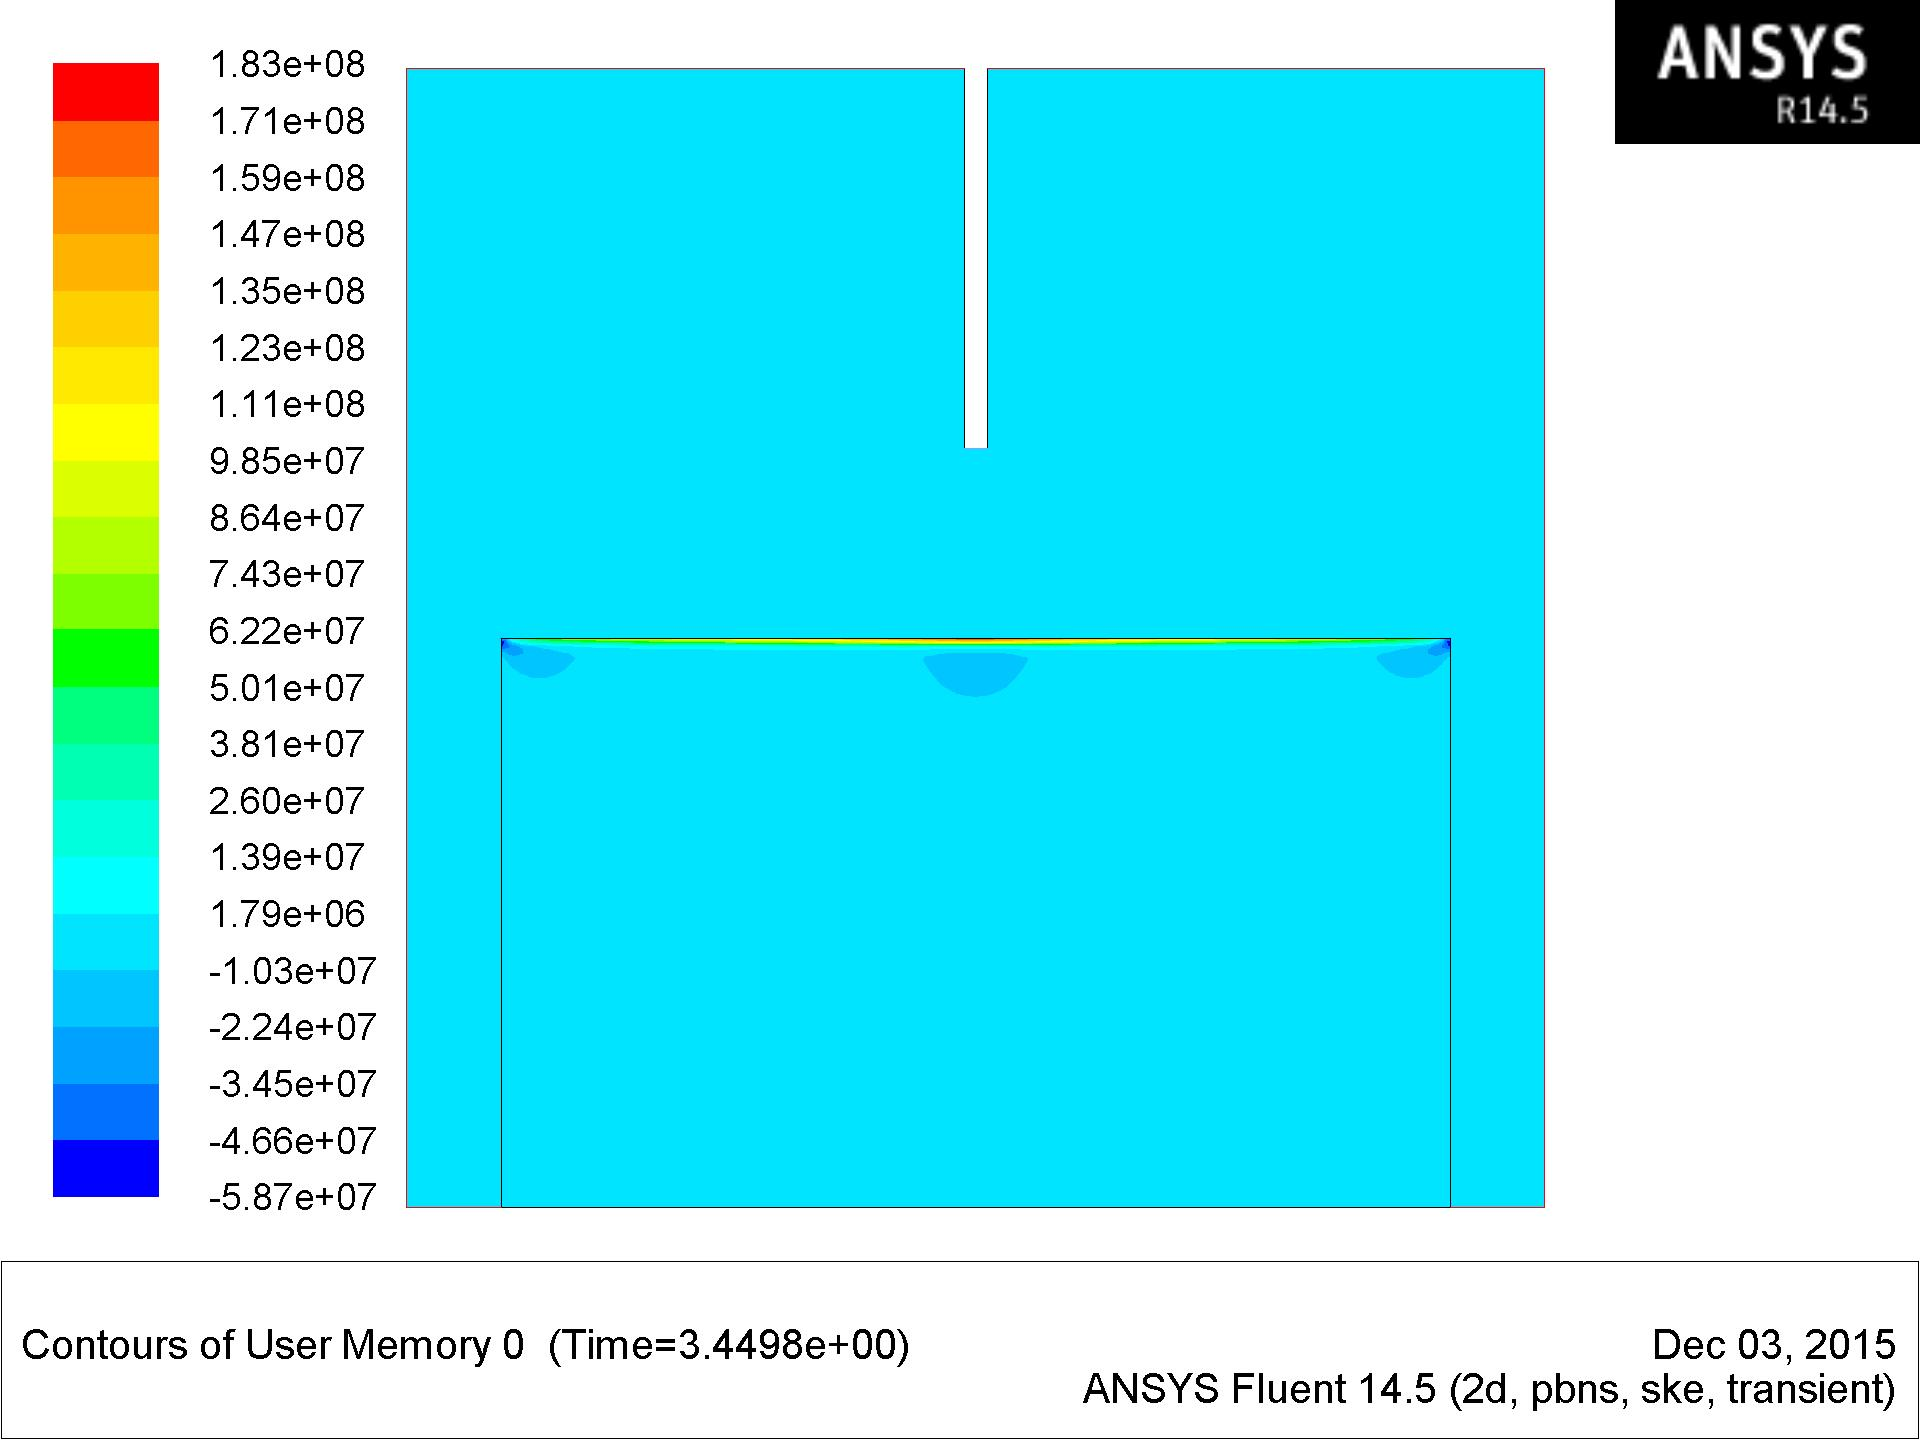 ANSYS
R14.5
1.83e+08
1.71e+08
1.59e+08
1.47e+08
1.35e+08
1.23e+08
1.11e+08
9.85e+07
8.64e+07
7.43e+07
6.22e+07
5.01e+07
3.81e+07
2.60e+07
1.39e+07
1.79e+06
-1.03e+07
-2.24e+07
-3.45e+07
-4.66e+07
-5.87e+07
Contours of User Memory 0  (Time=3.4498e+00)
Dec 03, 2015
ANSYS Fluent 14.5 (2d, pbns, ske, transient)